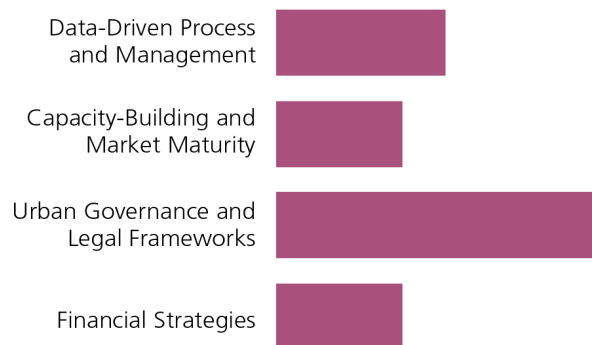 Data-Driven Process
and Management
Capacity-Building and
Market Maturity
Urban Governance and
Legal Frameworks
Financial Strategies